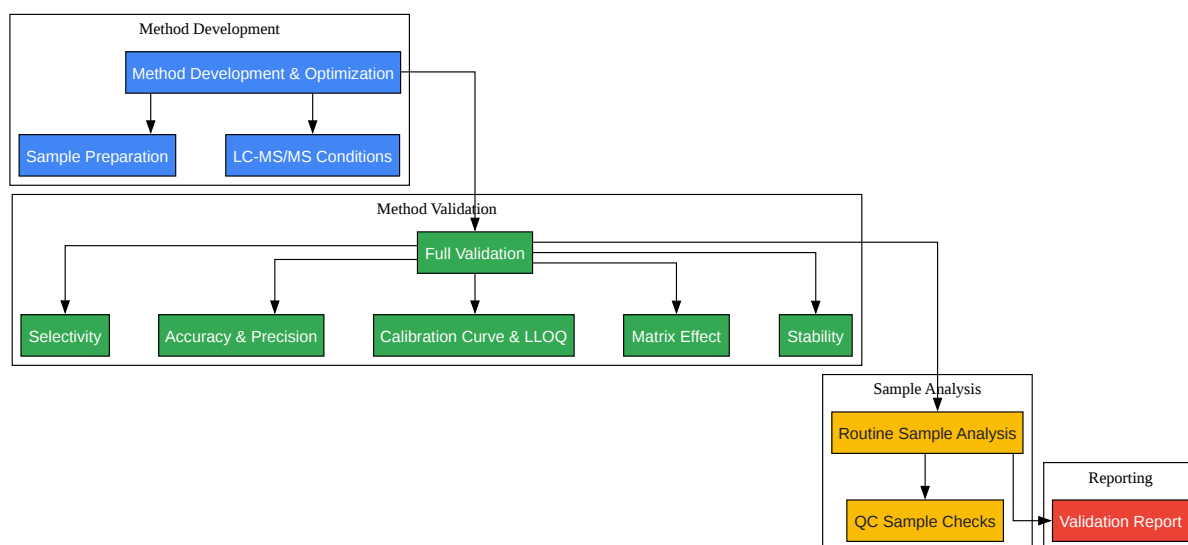 Method Development
Method Development & Optimization
Sample Preparation
LC-MS/MS Conditions
Method Validation
Full Validation
Selectivity
Accuracy & Precision
Calibration Curve & LLOQ
Matrix Effect
Stability
Sample Analysis
Routine Sample Analysis
Reporting
QC Sample Checks
Validation Report